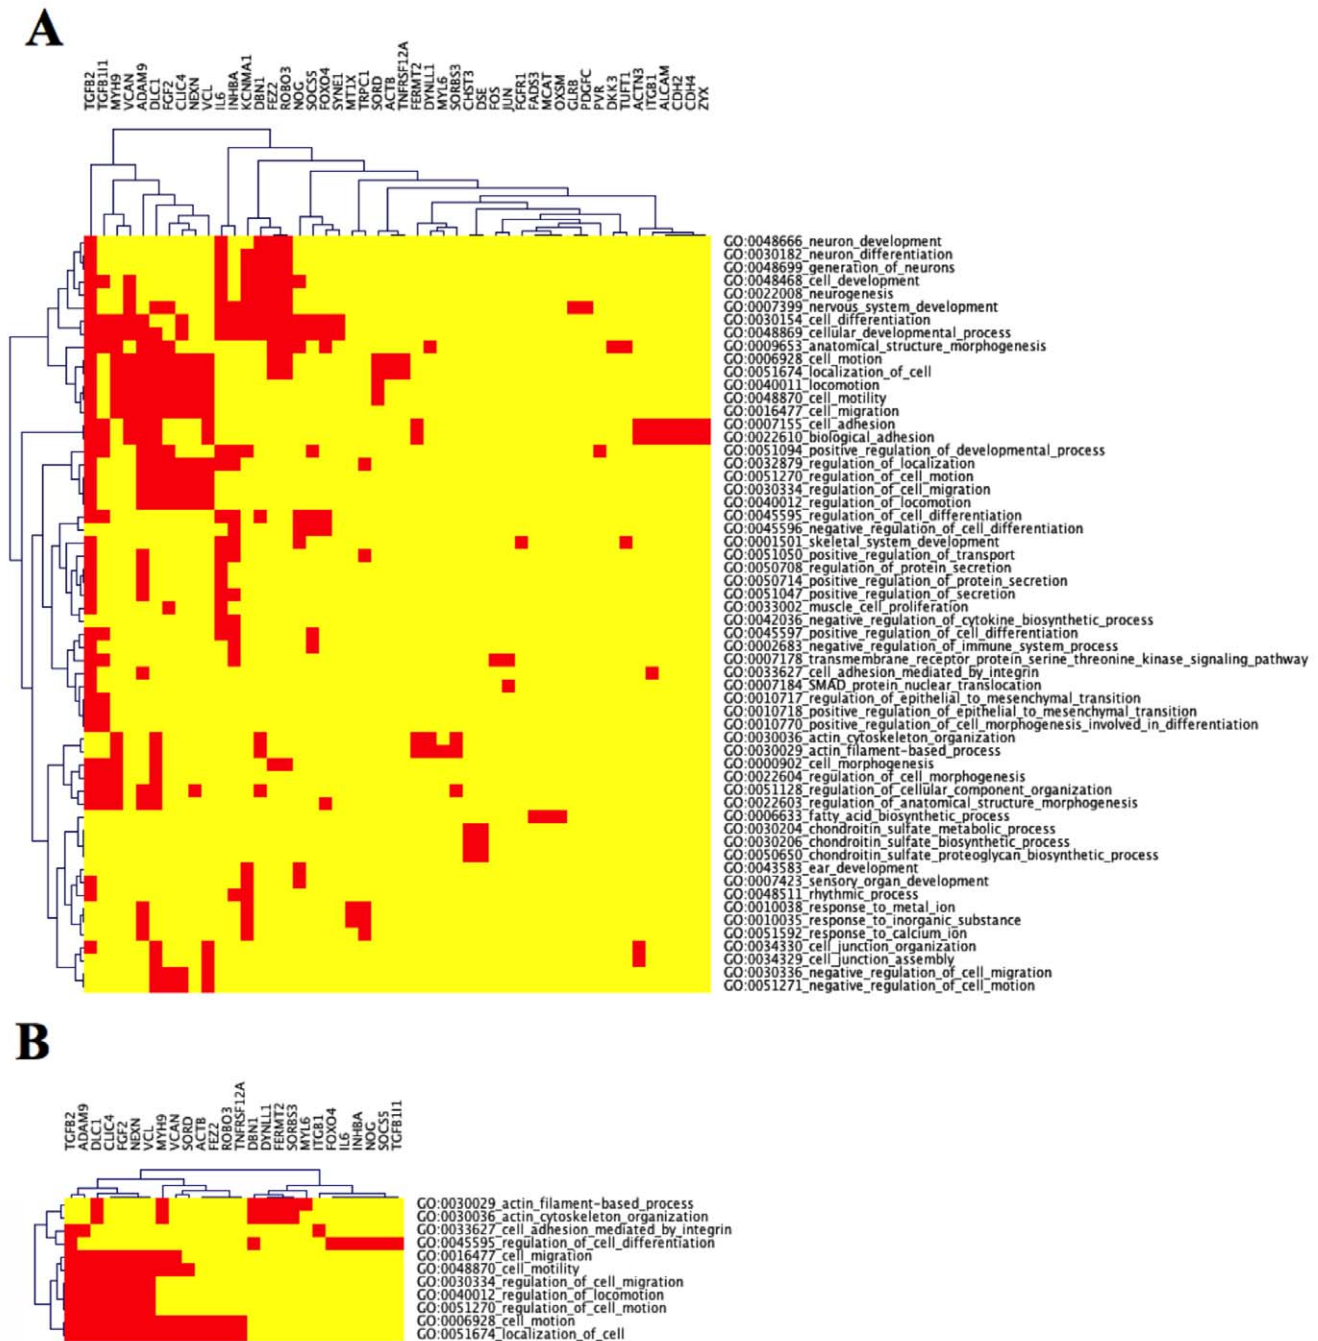 A
TGFB2 TGFB1I1 MYH9 VCAN ADAM9 DLC1 FGF2 CLIC4 NEXN VCL IL6 INHBA KCNMA1 DBN1 FEZ2 ROBO3 NOG SOCS5 FOXO4 SYNE1 MT1X TRPC1 SORD ACTB TNFRSF12A FERMT2 DYNLL1 MYL6 SORBS3 CHST3 DSE FOS JUN FGFR1 FADS3 MCAT OXSM GLRB PDGFC PVR DKK3 TUFT1 ACTN3 ITGB1 ALCAM CDH2 CDH4 ZYX
GO:0048666_neuron_development
GO:0030182_neuron_differentiation
GO:0048699_generation_of_neurons
GO:0048468_cell_development
GO:0022008_neurogenesis
GO:0007399_nervous_system_development
GO:0030154_cell_differentiation
GO:0048869_cellular_developmental_process
GO:0009653_anatomical_structure_morphogenesis
GO:0006928_cell_motion
GO:0051674_localization_of_cell
GO:0040011_locomotion
GO:0048870_cell_motility
GO:0016477_cell_migration
GO:0007155_cell_adhesion
GO:0022610_biological_adhesion
GO:0051094_positive_regulation_of_developmental_process
GO:0032879_regulation_of_localization
GO:0051270_regulation_of_cell_motion
GO:0030334_regulation_of_cell_migration
GO:0040012_regulation_of_locomotion
GO:0045595_regulation_of_cell_differentiation
GO:0045596_negative_regulation_of_cell_differentiation
GO:0001501_skeletal_system_development
GO:0051050_positive_regulation_of_transport
GO:0050708_regulation_of_protein_secretion
GO:0050714_positive_regulation_of_protein_secretion
GO:0051047_positive_regulation_of_secretion
GO:0033002_muscle_cell_proliferation
GO:0042036_negative_regulation_of_cytokine_biosynthetic_process
GO:0045597_positive_regulation_of_cell_differentiation
GO:0002683_negative_regulation_of_immune_system_process
GO:0007178_transmembrane_receptor_protein_serine_threonine_kinase_signaling_pathway
GO:0033627_cell_adhesion_mediated_by_integrin
GO:0007184_SMAD_protein_nuclear_translocation
GO:0010717_regulation_of_epithelial_to_mesenchymal_transition
GO:0010718_positive_regulation_of_epithelial_to_mesenchymal_transition
GO:0010770_positive_regulation_of_cell_morphogenesis_involved_in_differentiation
GO:0030036_actin_cytoskeleton_organization
GO:0030029_actin_filament-based_process
GO:0000902_cell_morphogenesis
GO:0022604_regulation_of_cell_morphogenesis
GO:0051128_regulation_of_cellular_component_organization
GO:0022603_regulation_of_anatomical_structure_morphogenesis
GO:0006633_fatty_acid_biosynthetic_process
GO:0030204_chondroitin_sulfate_metabolic_process
GO:0030206_chondroitin_sulfate_biosynthetic_process
GO:0050650_chondroitin_sulfate_proteoglycan_biosynthetic_process
GO:0043583_ear_development
GO:0007423_sensory_organ_development
GO:0048511_rhythmic_process
GO:0010038_response_to_metal_ion
GO:0010035_response_to_inorganic_substance
GO:0051592_response_to_calcium_ion
GO:0034330_cell_junction_organization
GO:0034329_cell_junction_assembly
GO:0030336_negative_regulation_of_cell_migration
GO:0051271_negative_regulation_of_cell_motion
B
TGFB2 ADAM9 DLC1 CLIC4 FGF2 NEXN VCL MYH9 VCAN SORD ACTB FEZ2 ROBO3 TNFRSF12A DBN1 DYNLL1 FERMT2 SORBS3 MYL6 ITGB1 FOXO4 IL6 INHBA NOG SOCS5 TGFB1I1
GO:0030029_actin_filament-based_process
GO:0030036_actin_cytoskeleton_organization
GO:0033627_cell_adhesion_mediated_by_integrin
GO:0045595_regulation_of_cell_differentiation
GO:0016477_cell_migration
GO:0048870_cell_motility
GO:0030334_regulation_of_cell_migration
GO:0040012_regulation_of_locomotion
GO:0051270_regulation_of_cell_motion
GO:0006928_cell_motion
GO:0051674_localization_of_cell